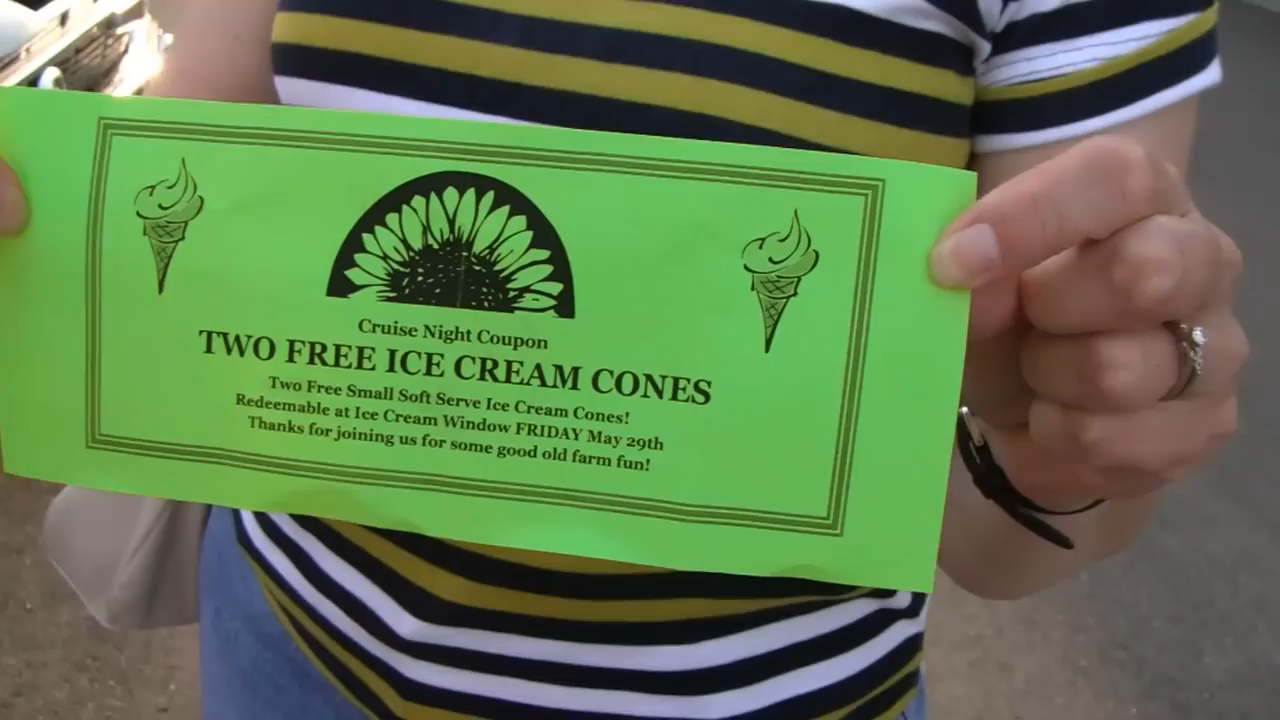 Cruise Night Coupon
TWO FREE ICE CREAM CONES
Two Free Small Soft Serve Ice Cream Cones!
Redeemable at Ice Cream Window FRIDAY May 29th
Thanks for joining us for some good old farm fun!